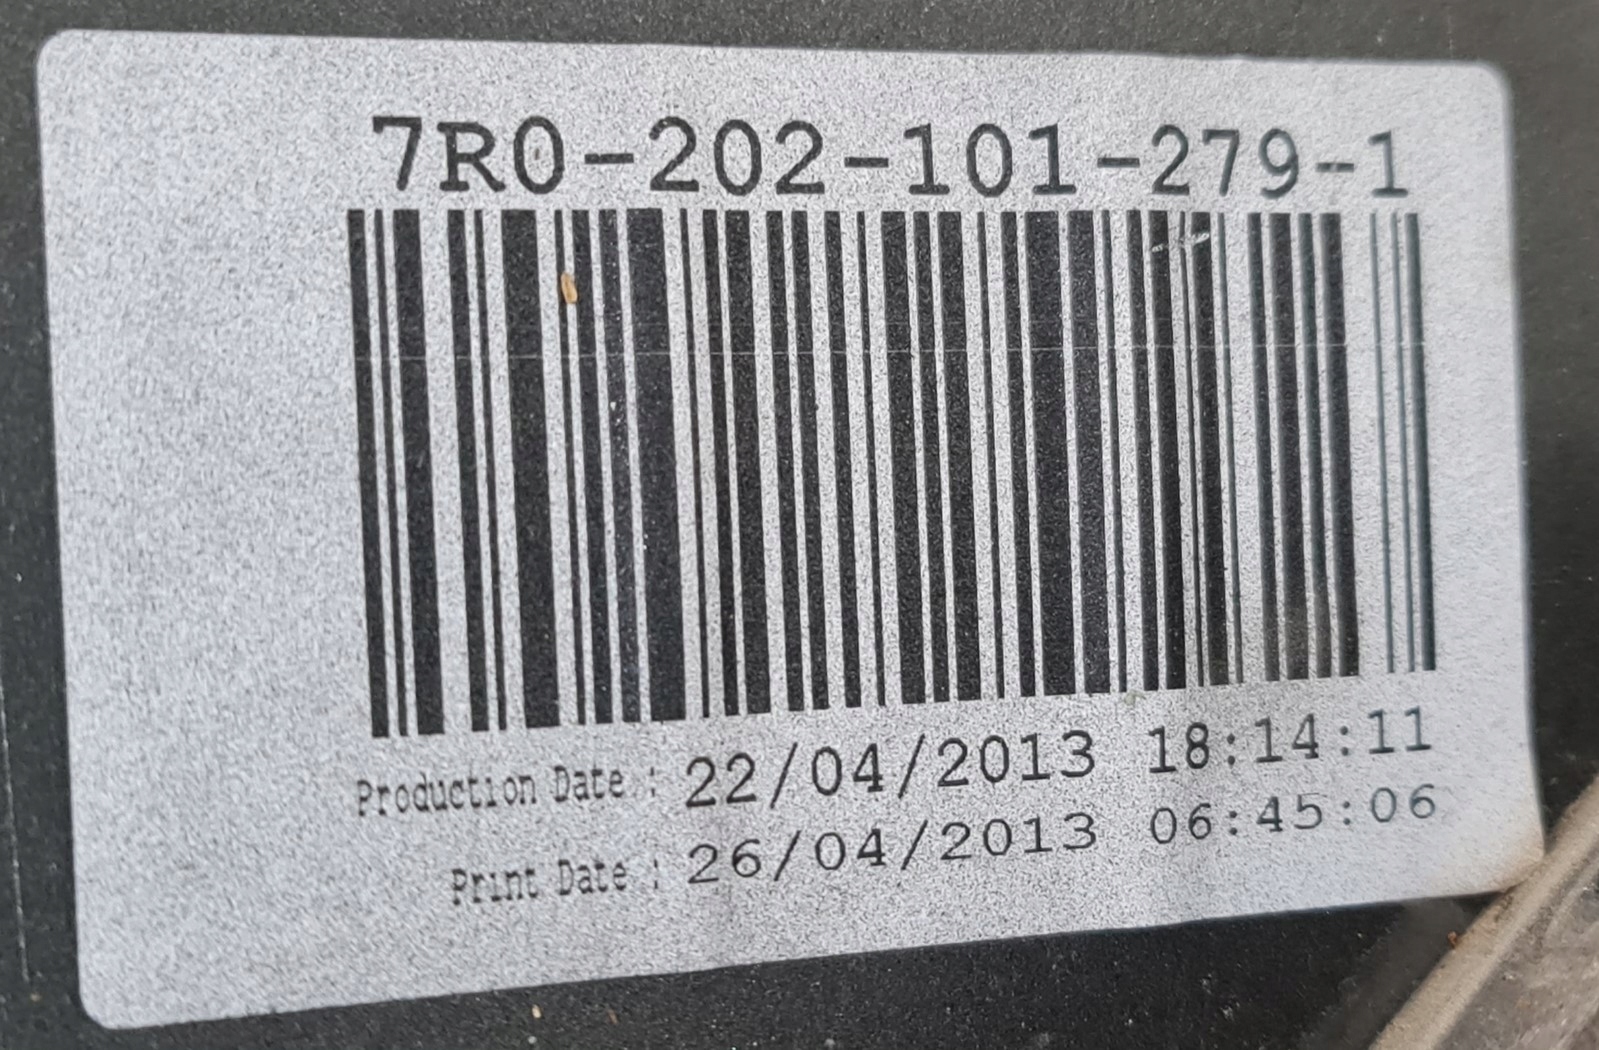 7R0-202-101-279-1
Production Date : 22/04/2013 18:14:11
Print Date : 26/04/2013 06:45:06